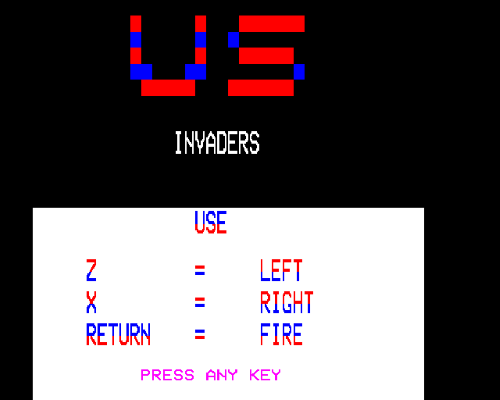 US
INVADERS
USE
Z = LEFT
X = RIGHT
RETURN = FIRE
PRESS ANY KEY